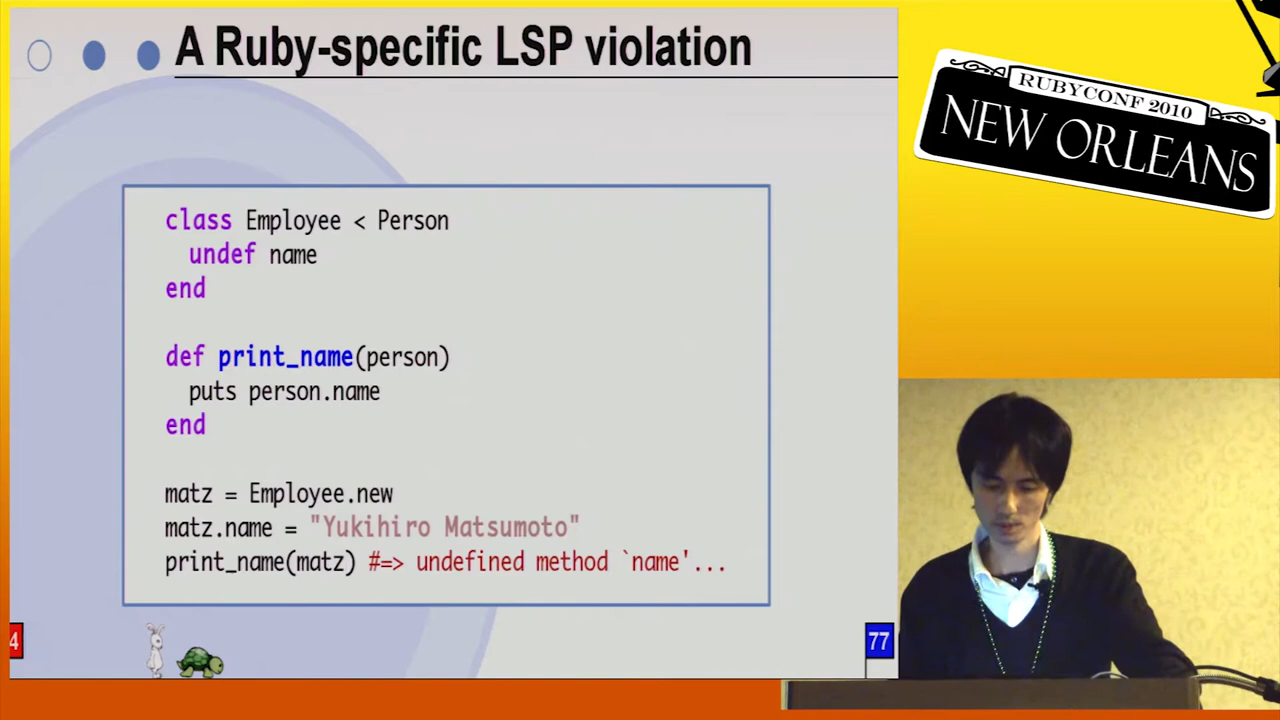 A Ruby-specific LSP violation
class Employee < Person
undef name
end
def print_name(person)
puts person.name
end
matz = Employee.new
matz.name = "Yukihiro Matsumoto"
print_name(matz) #=> undefined method `name'...
4
77
RUBYCONF 2010
NEW ORLEANS